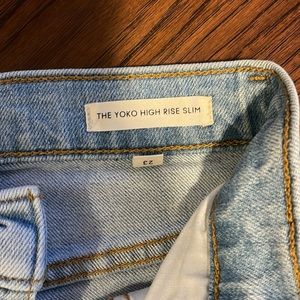 THE YOKO HIGH RISE SLIM
23